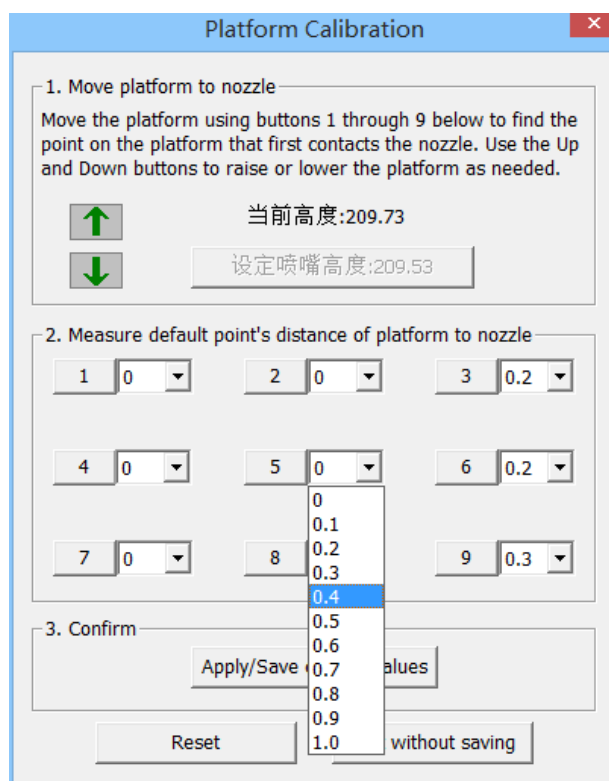 Platform Calibration
1. Move platform to nozzle
Move the platform using buttons 1 through 9 below to find the
point on the platform that first contacts the nozzle. Use the Up
and Down buttons to raise or lower the platform as needed.
当前高度:209.73
设定喷嘴高度:209.53
2. Measure default point's distance of platform to nozzle
1 0 2 0 3 0.2
4 0 5 0 6 0.2
0
0.1
0.2
0.3
0.4
0.5
0.6
0.7
0.8
0.9
1.0
7 0 8 9 0.3
3. Confirm
Apply/Save alues
Reset without saving